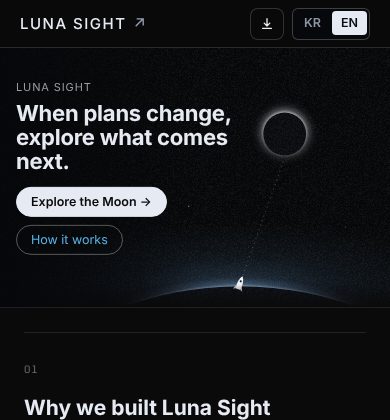 LUNA SIGHT ↗
KR EN
LUNA SIGHT
When plans change,
explore what comes
next.
Explore the Moon →
How it works
01
Why we built Luna Sight